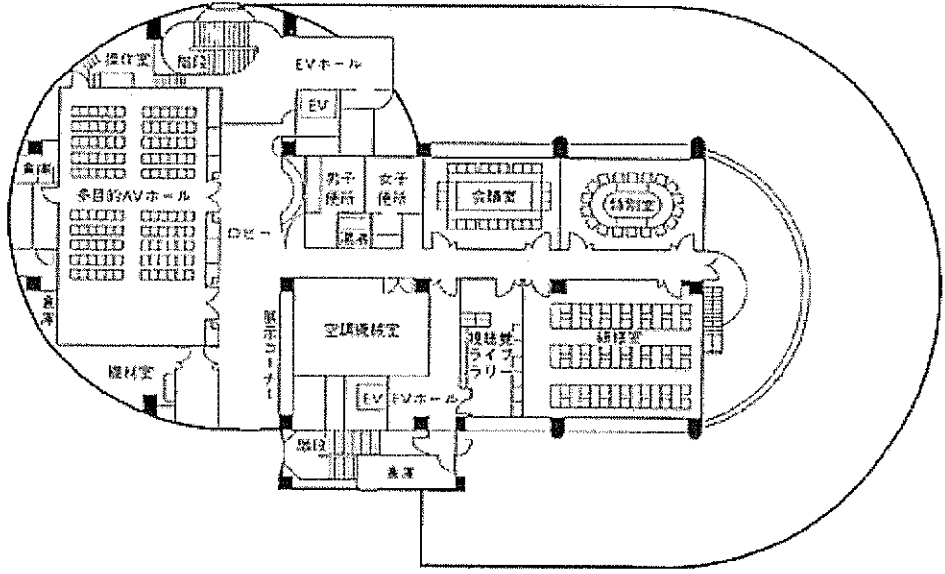 操作室
階段
EVホール
EV
倉庫
多目的AVホール
ロビー
男子
便所
女子
便所
湯沸
会議室
特別室
倉庫
展示コーナー
空調機械室
視聴覚
ライブ
ラリー
研修室
機材室
EV
EVホール
階段
倉庫